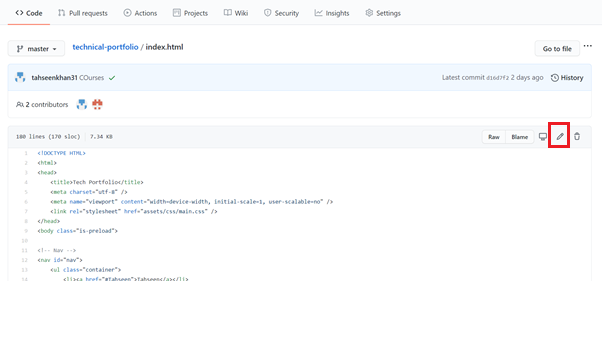 Code Pull requests Actions Projects Wiki Security Insights Settings
master technical-portfolio / index.html Go to file ...
tahseenkhan31 COurses Latest commit d16d7f2 2 days ago History
2 contributors
180 lines (170 sloc) 7.34 KB Raw Blame
1 <!DOCTYPE HTML>
2 <html>
3 <head>
4 <title>Tech Portfolio</title>
5 <meta charset="utf-8" />
6 <meta name="viewport" content="width=device-width, initial-scale=1, user-scalable=no" />
7 <link rel="stylesheet" href="assets/css/main.css" />
8 </head>
9 <body class="is-preload">
10
11 <!-- Nav -->
12 <nav id="nav">
13 <ul class="container">
14 <li><a href="#Tahseen">Tahseen</a></li>